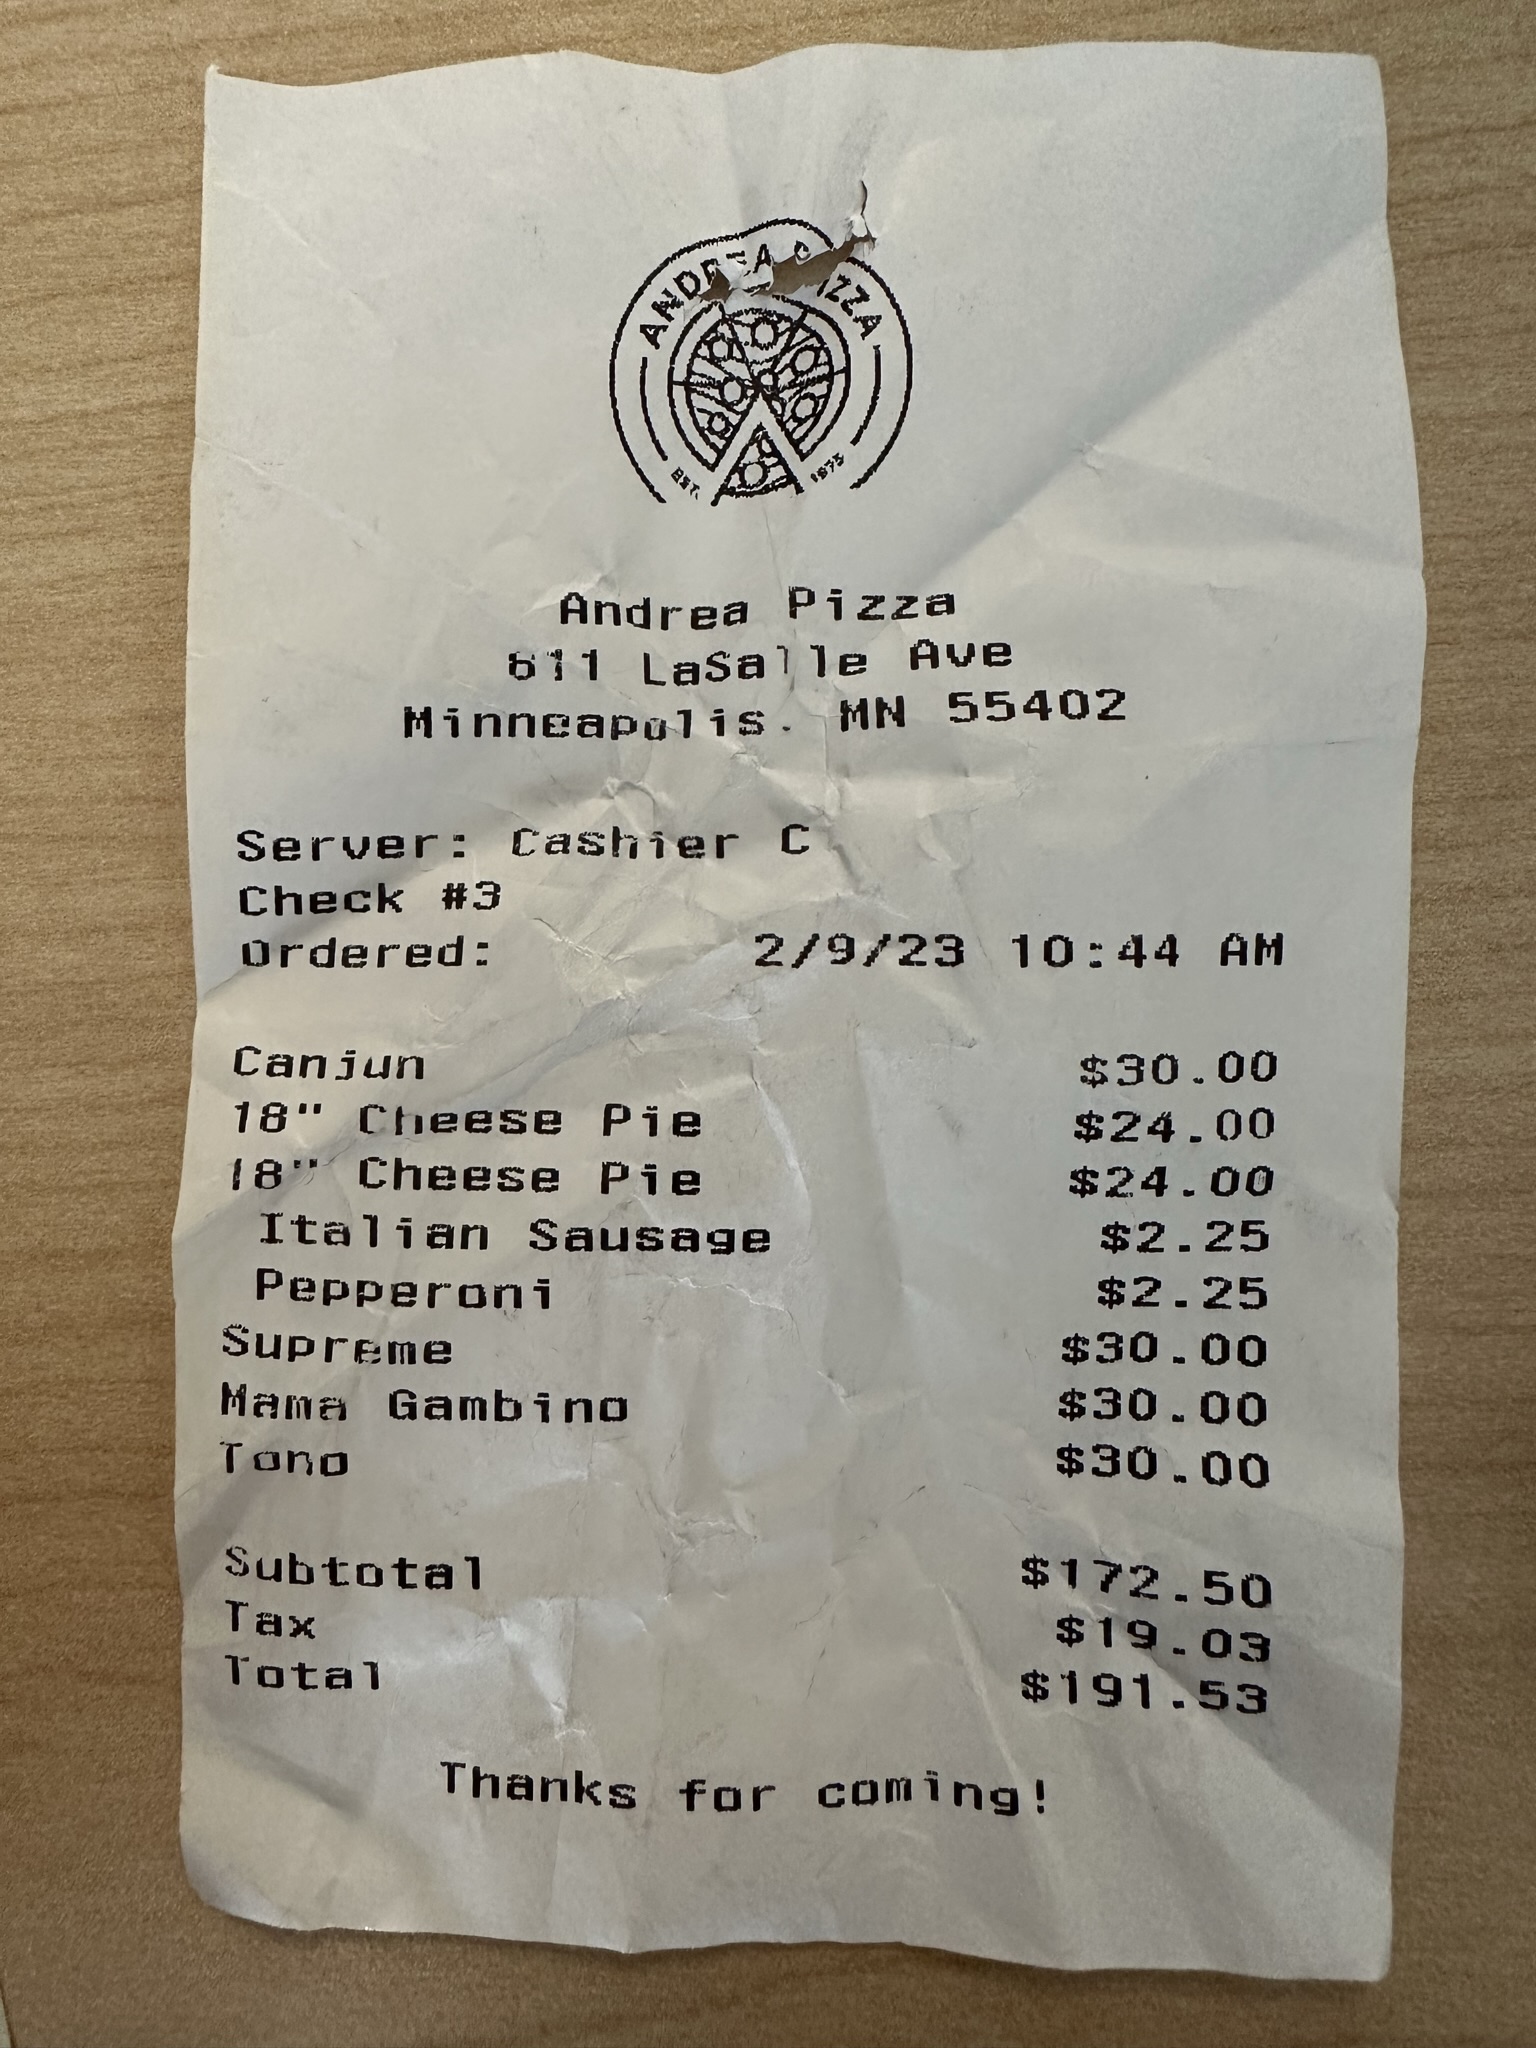 ANDREA PIZZA
EST. 1975
Andrea Pizza
611 LaSalle Ave
Minneapolis, MN 55402
Server: Cashier C
Check #3
Ordered: 2/9/23 10:44 AM
Canjun $30.00
18" Cheese Pie $24.00
18" Cheese Pie $24.00
Italian Sausage $2.25
Pepperoni $2.25
Supreme $30.00
Mama Gambino $30.00
Tono $30.00
Subtotal $172.50
Tax $19.03
Total $191.53
Thanks for coming!